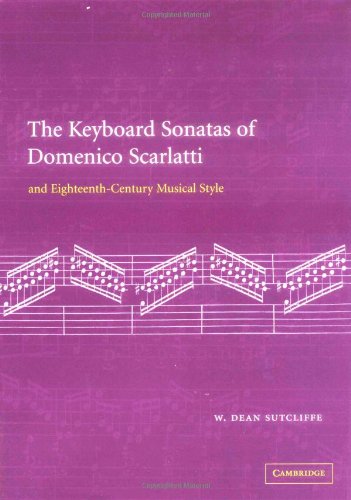 The Keyboard Sonatas of
Domenico Scarlatti
and Eighteenth-Century Musical Style
W. DEAN SUTCLIFFE
CAMBRIDGE